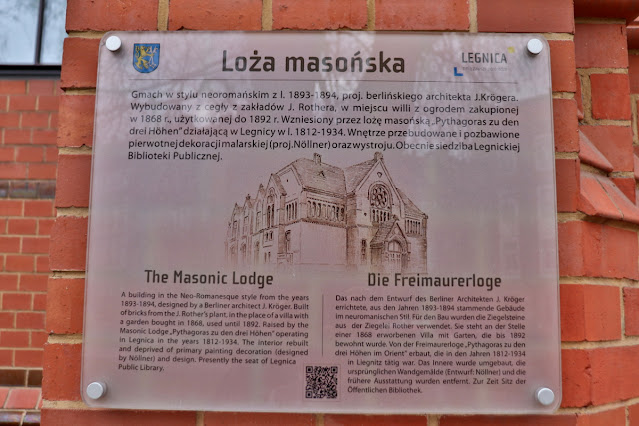 Loża masońska
LEGNICA
Gmach w stylu neoromańskim z l. 1893-1894, proj. berlińskiego architekta J.Krögera.
Wybudowany z cegły z zakładów J. Rothera, w miejscu willi z ogrodem zakupionej
w 1868 r., użytkowanej do 1892 r. Wzniesiony przez lożę masońską „Pythagoras zu den
drei Höhen” działającą w Legnicy w l. 1812-1934. Wnętrze przebudowane i pozbawione
pierwotnej dekoracji malarskiej (proj. Nöllner) oraz wystroju. Obecnie siedziba Legnickiej
Biblioteki Publicznej.
The Masonic Lodge
A building in the Neo-Romanesque style from the years
1893-1894, designed by a Berliner architect J. Kröger. Built
of bricks from the J. Rother's plant, in the place of a villa with
a garden bought in 1868, used until 1892. Raised by the
Masonic Lodge „Pythagoras zu den drei Höhen” operating
in Legnica in the years 1812-1934. The interior rebuilt
and deprived of primary painting decoration (designed
by Nöllner) and design. Presently the seat of Legnica
Public Library.
Die Freimaurerloge
Das nach dem Entwurf des Berliner Architekten J. Kröger
errichtete, aus den Jahren 1893-1894 stammende Gebäude
im neuromanischen Stil. Für den Bau wurden die Ziegelsteine
aus der Ziegelei Rother verwendet. Sie steht an der Stelle
einer 1868 erworbenen Villa mit Garten, die bis 1892
bewohnt wurde. Von der Freimaurerloge „Pythagoras zu den
drei Höhen im Orient” erbaut, die in den Jahren 1812-1934
in Liegnitz tätig war. Das Innere wurde umgebaut, die
ursprünglichen Wandgemälde (Entwurf: Nöllner) und die
frühere Ausstattung wurden entfernt. Zur Zeit Sitz der
Öffentlichen Bibliothek.